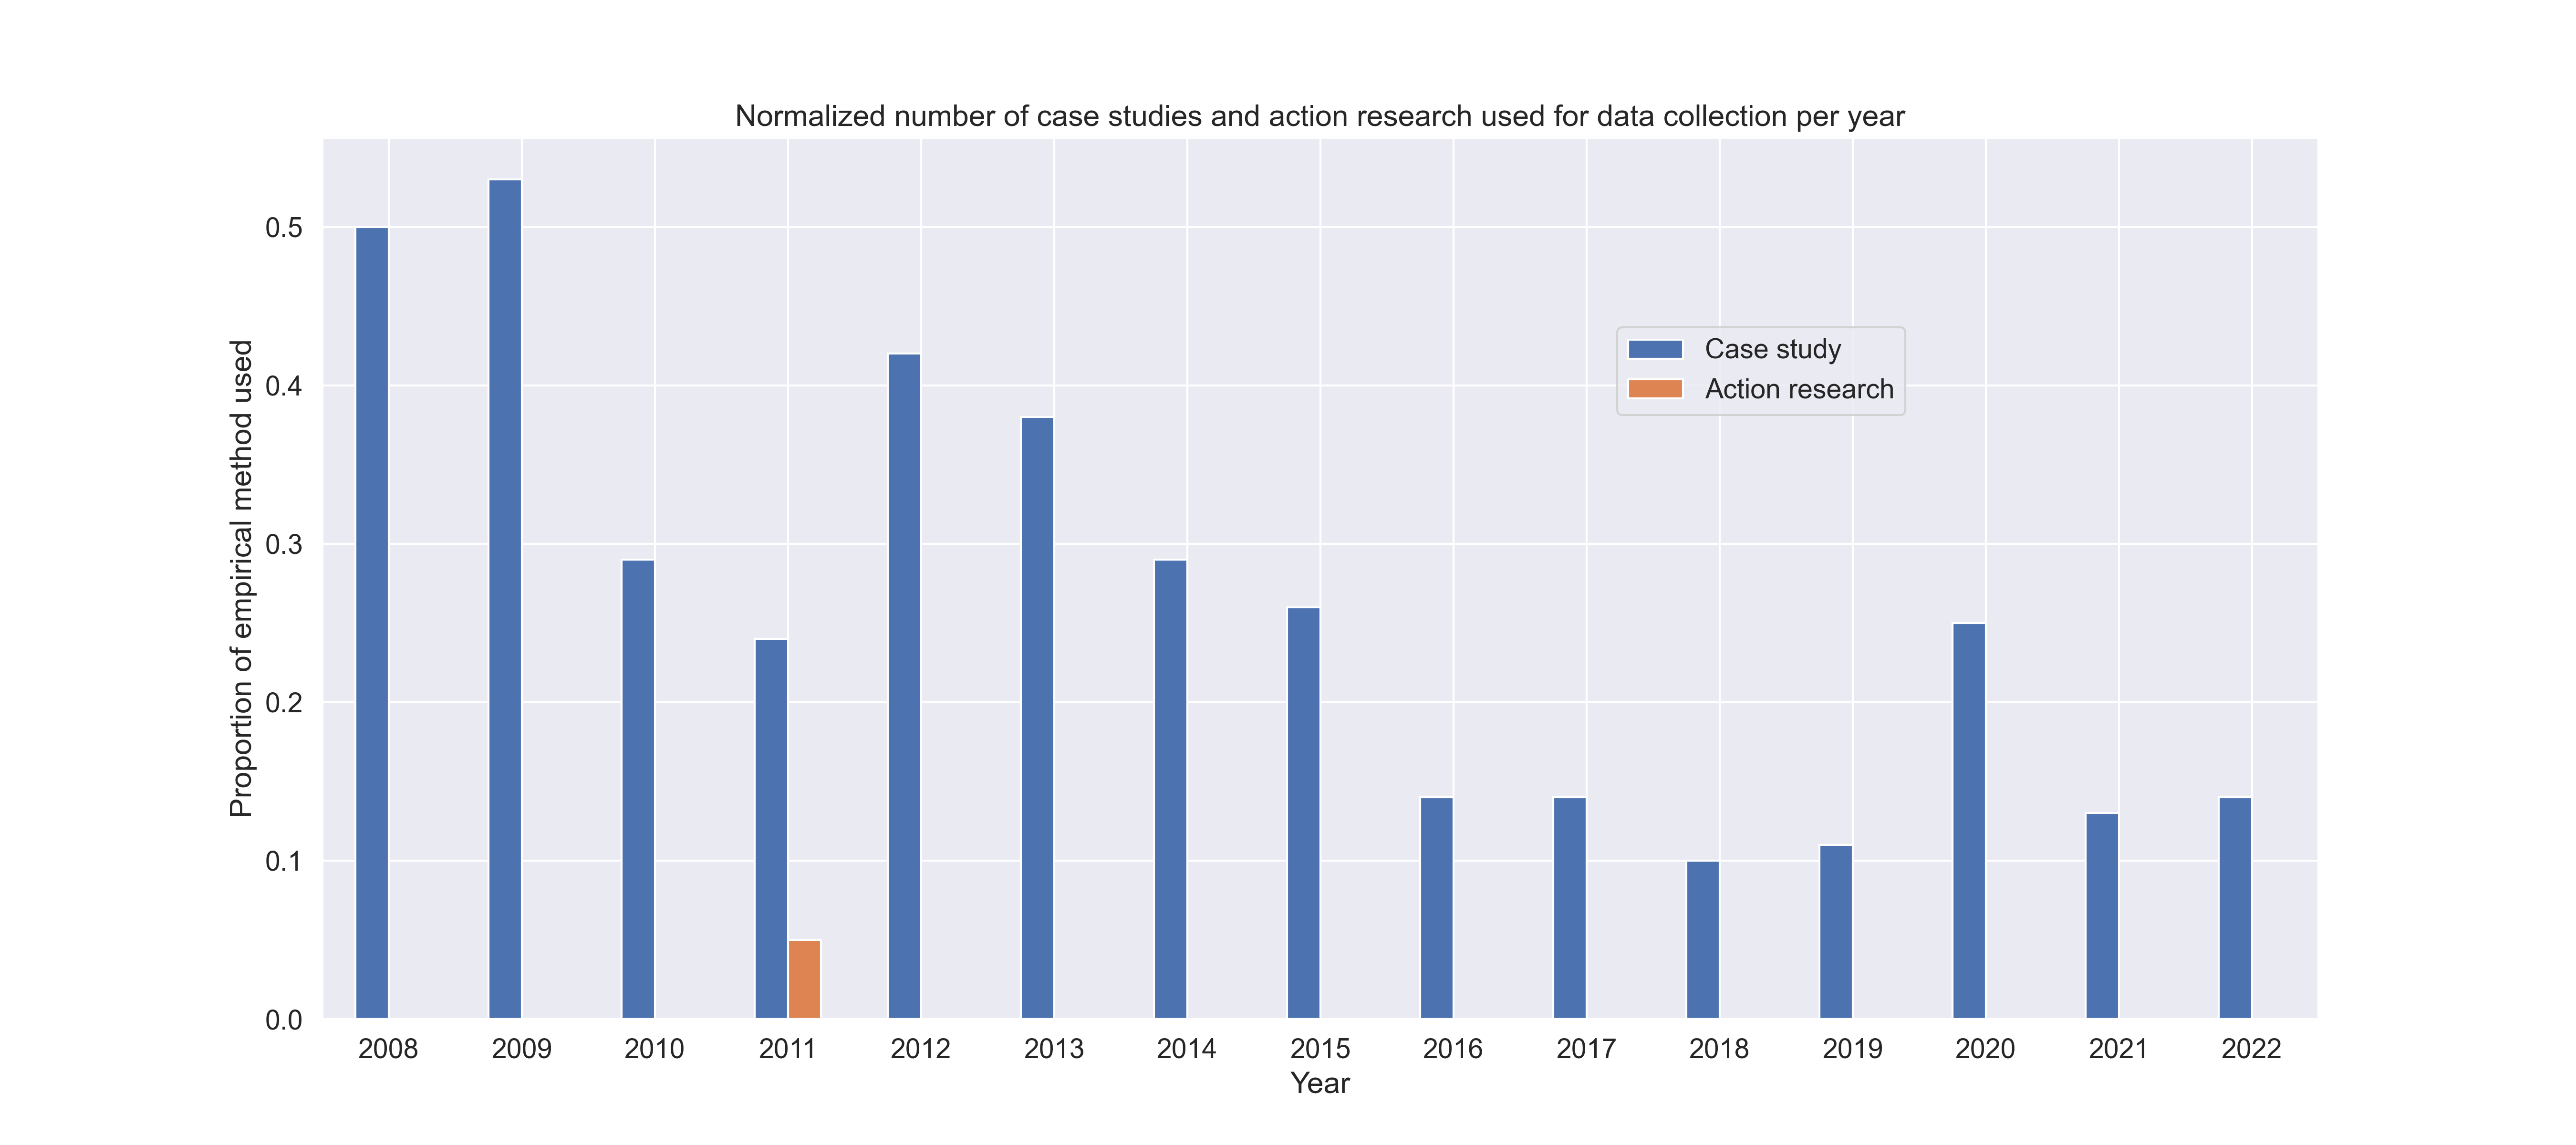 Normalized number of case studies and action research used for data collection per year
Proportion of empirical method used
0.5
0.4
0.3
0.2
0.1
0.0
Case study
Action research
2008 2009 2010 2011 2012 2013 2014 2015 2016 2017 2018 2019 2020 2021 2022
Year